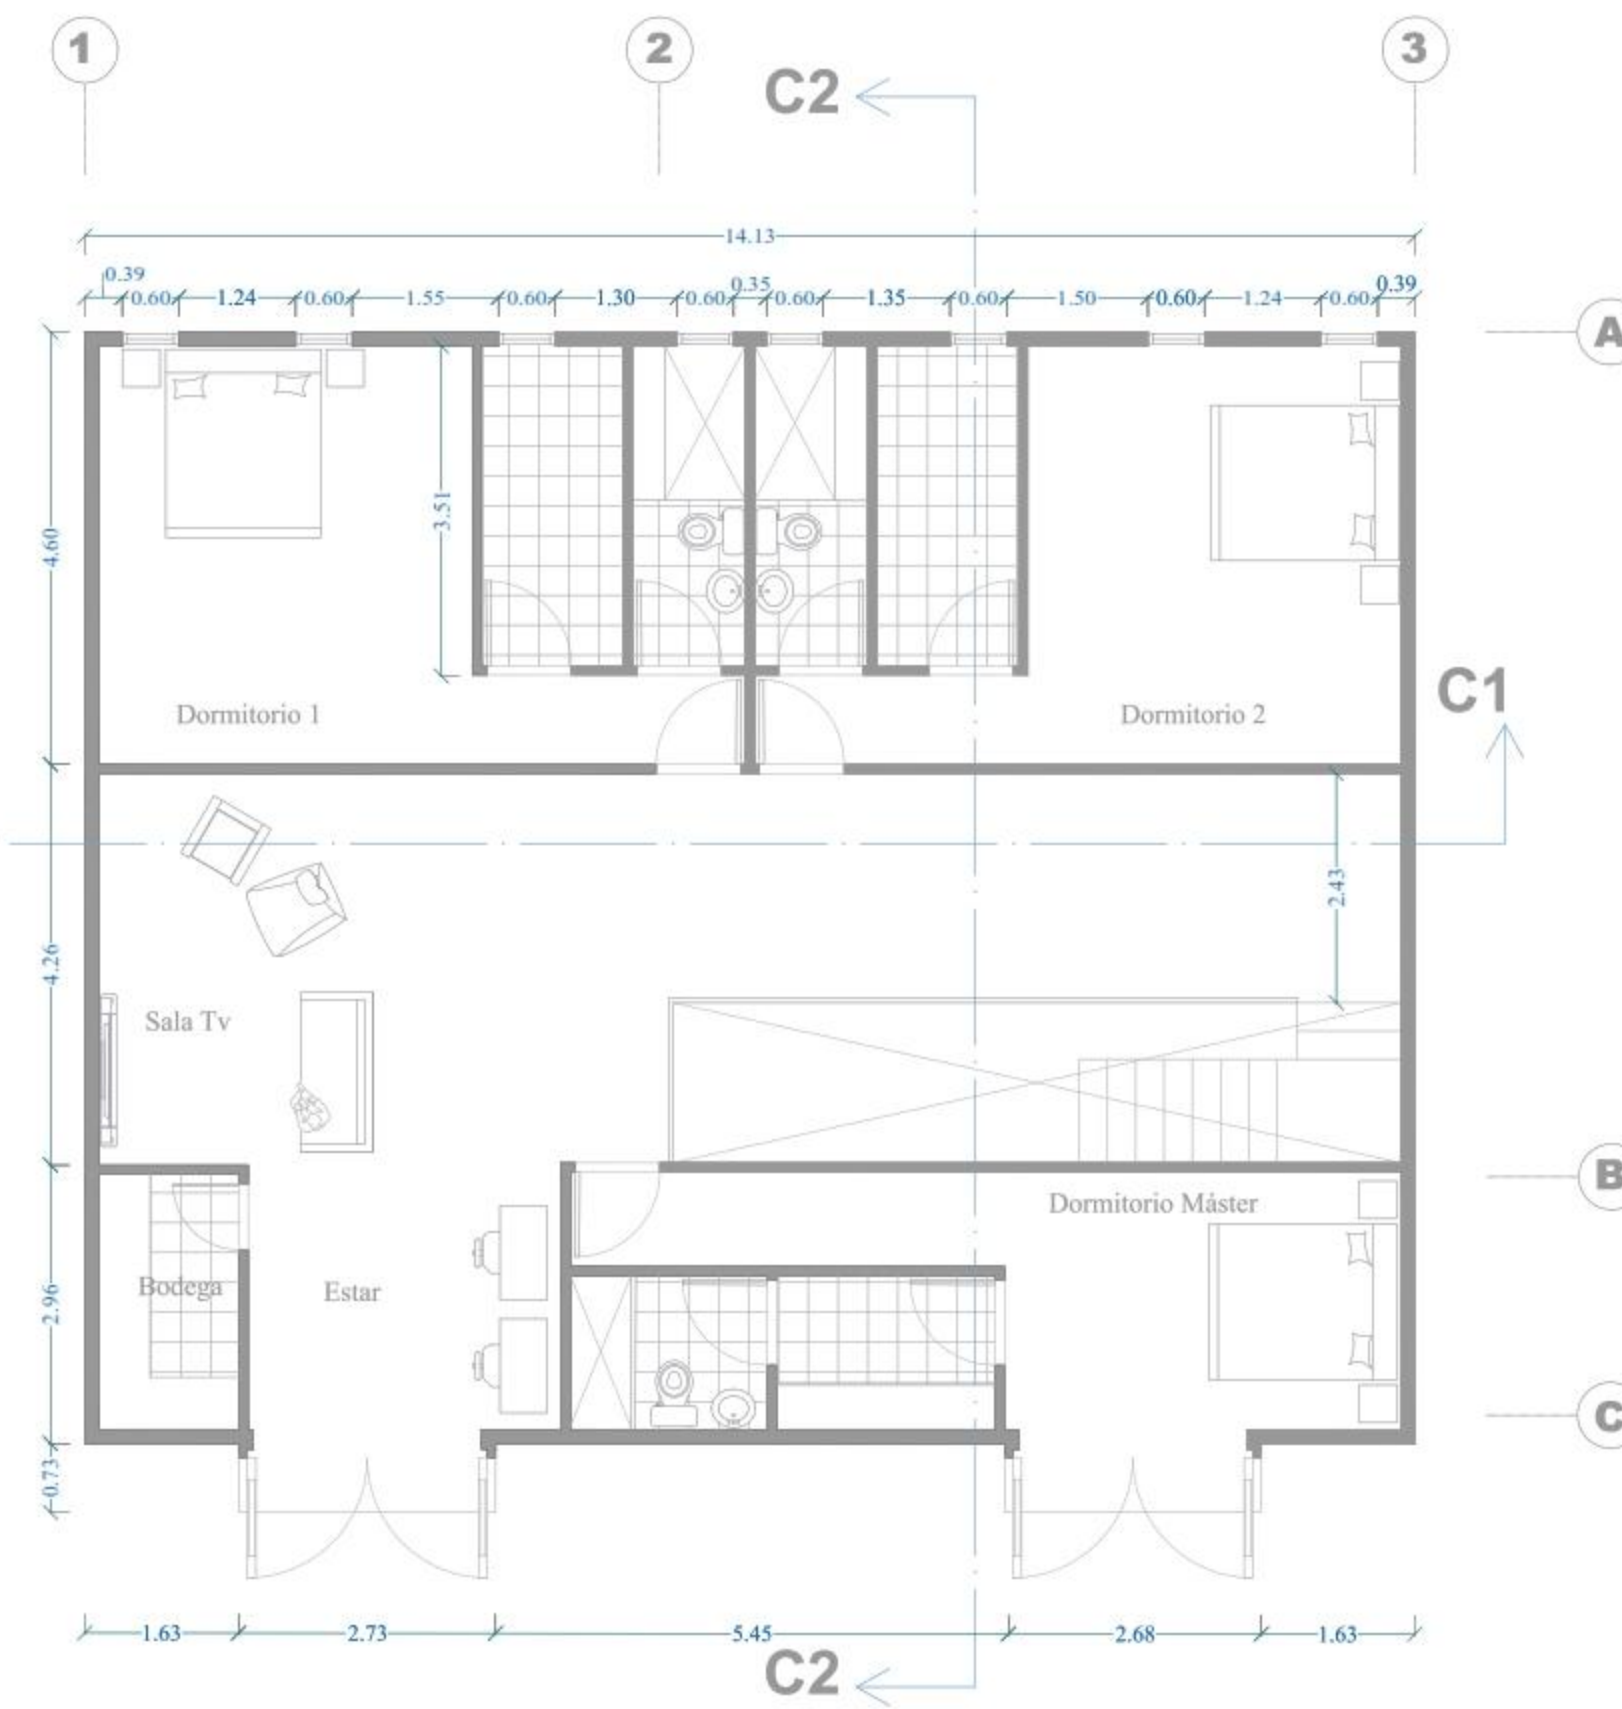 1
2
3
C2
14.13
0.39
0.35
0.39
0.60
1.24
0.60
1.55
0.60
1.30
0.60
0.60
1.35
0.60
1.50
0.60
1.24
0.60
A
4.60
3.51
C1
Dormitorio 1
Dormitorio 2
2.43
4.26
Sala Tv
B
Dormitorio Máster
Bodega
Estar
2.96
C
0.73
1.63
2.73
5.45
2.68
1.63
C2